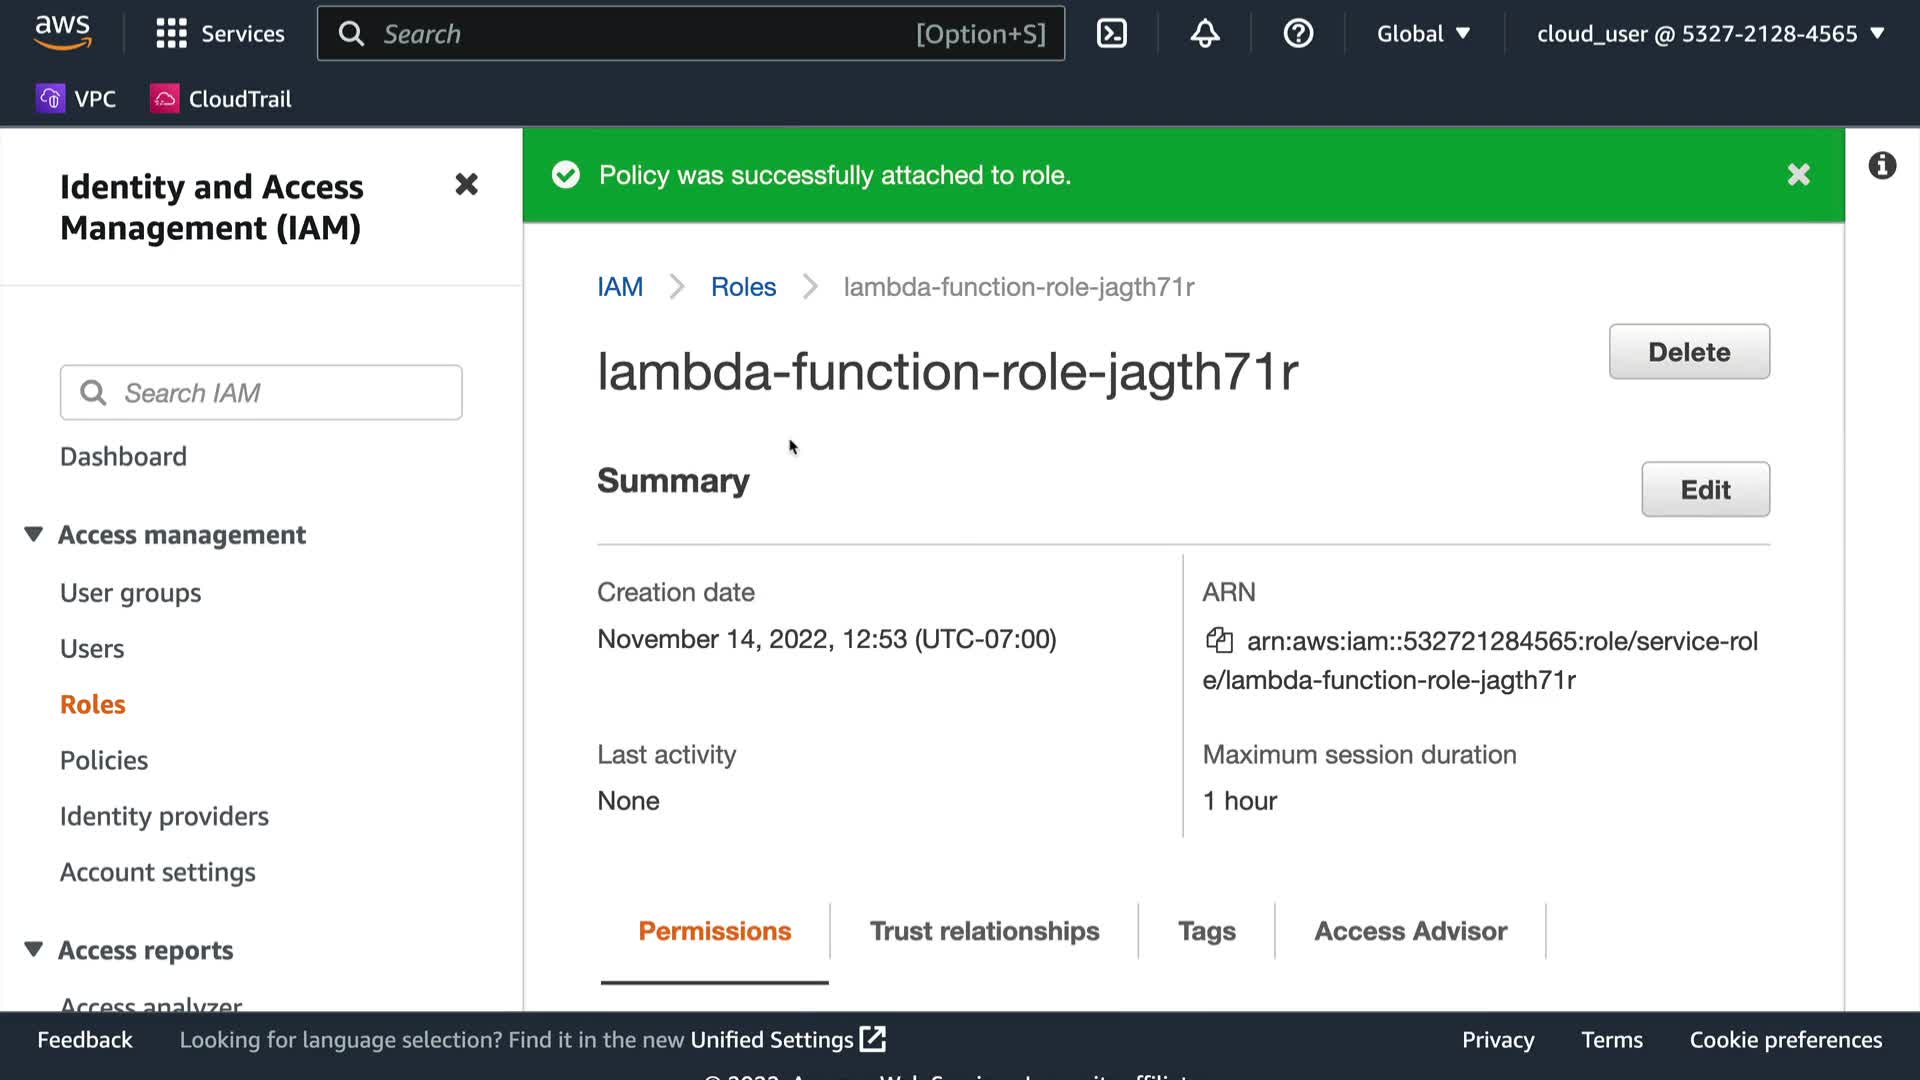 aws
Services
Search
[Option+S]
Global
cloud_user @ 5327-2128-4565
VPC
CloudTrail
Identity and Access
Management (IAM)
Search IAM
Dashboard
Access management
User groups
Users
Roles
Policies
Identity providers
Account settings
Access reports
Access analyzer
Policy was successfully attached to role.
IAM
Roles
lambda-function-role-jagth71r
lambda-function-role-jagth71r
Delete
Summary
Edit
Creation date
November 14, 2022, 12:53 (UTC-07:00)
ARN
arn:aws:iam::532721284565:role/service-rol
e/lambda-function-role-jagth71r
Last activity
None
Maximum session duration
1 hour
Permissions
Trust relationships
Tags
Access Advisor
Feedback
Looking for language selection? Find it in the new Unified Settings
Privacy
Terms
Cookie preferences